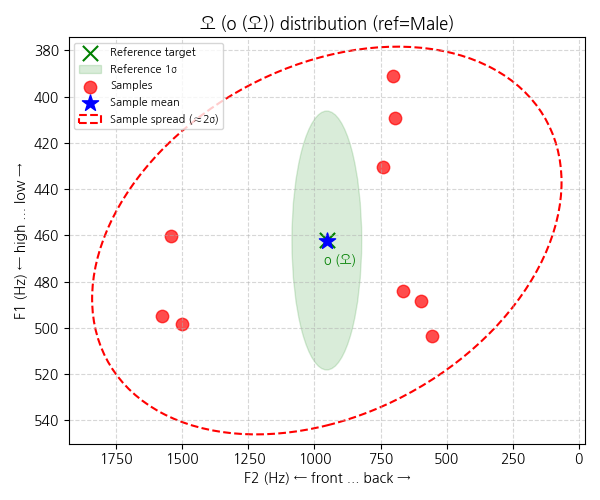 오 (o (오)) distribution (ref=Male)
Reference target
Reference 1σ
Samples
Sample mean
Sample spread (≈2σ)
380
400
420
440
460
480
500
520
540
F1 (Hz) ← high ... low →
o (오)
1750
1500
1250
1000
750
500
250
0
F2 (Hz) ← front ... back →